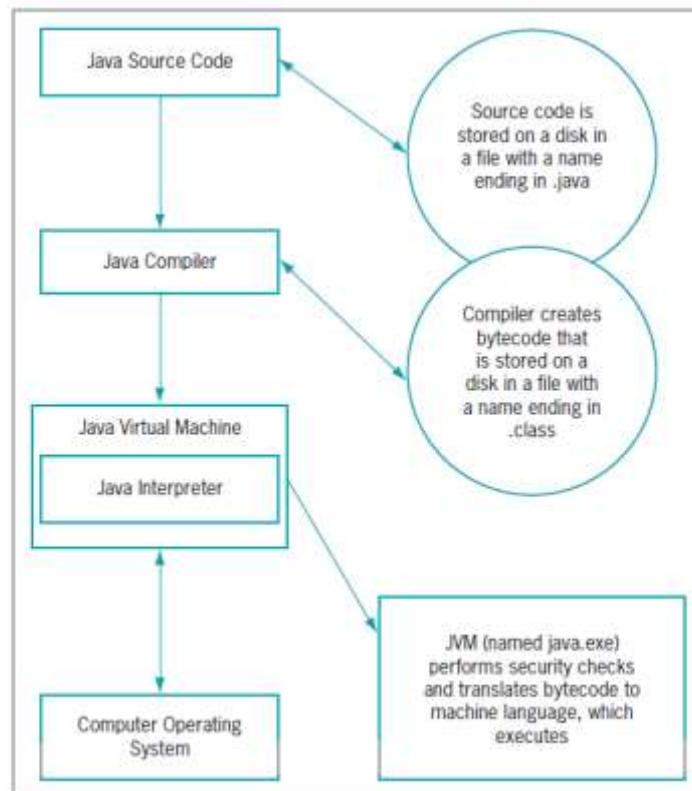 Java Source Code
Source code is
stored on a disk in
a file with a name
ending in .java
Java Compiler
Compiler creates
bytecode that
is stored on a
disk in a file with
a name ending in
.class
Java Virtual Machine
Java Interpreter
JVM (named java.exe)
performs security checks
and translates bytecode to
machine language, which
executes
Computer Operating
System